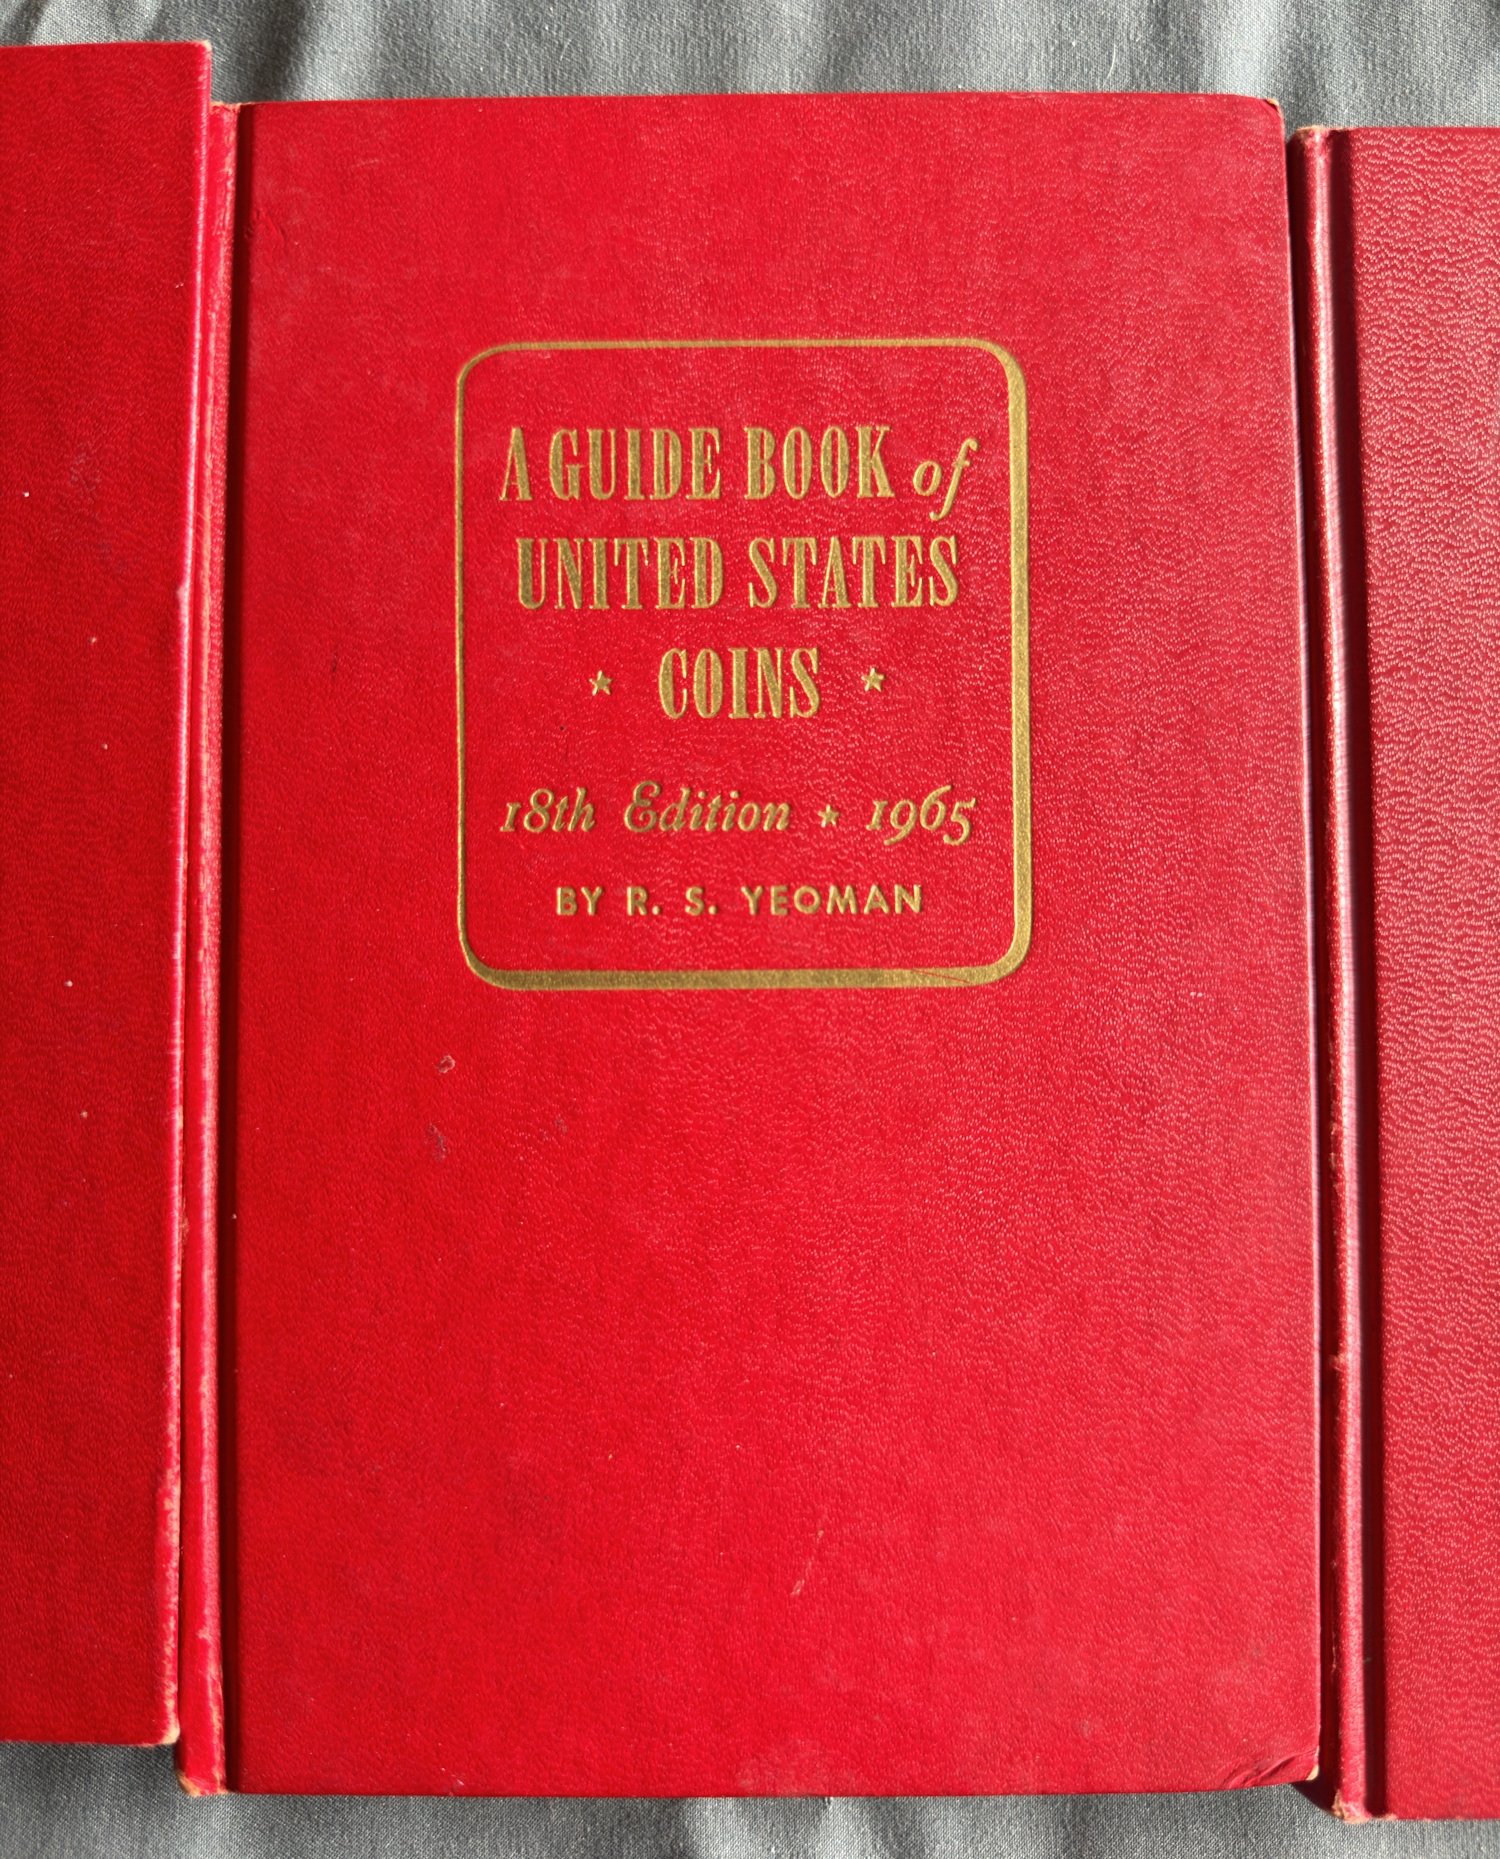 A GUIDE BOOK of
UNITED STATES
★ COINS ★
18th Edition ★ 1965
BY R. S. YEOMAN